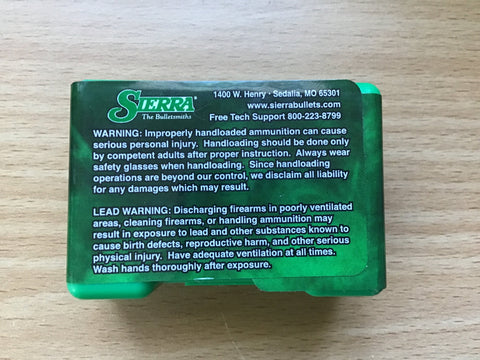 SIERRA
The Bulletsmiths
1400 W. Henry · Sedalia, MO 65301
www.sierrabullets.com
Free Tech Support 800-223-8799
WARNING: Improperly handloaded ammunition can cause
serious personal injury. Handloading should be done only
by competent adults after proper instruction. Always wear
safety glasses when handloading. Since handloading
operations are beyond our control, we disclaim all liability
for any damages which may result.
LEAD WARNING: Discharging firearms in poorly ventilated
areas, cleaning firearms, or handling ammunition may
result in exposure to lead and other substances known to
cause birth defects, reproductive harm, and other serious
physical injury. Have adequate ventilation at all times.
Wash hands thoroughly after exposure.